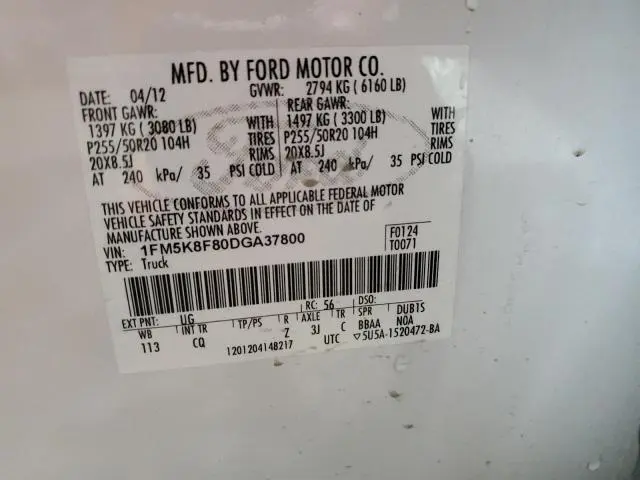 MFD. BY FORD MOTOR CO.
DATE: 04/12 GVWR: 2794 KG ( 6160 LB)
FRONT GAWR: REAR GAWR:
1397 KG ( 3080 LB) WITH 1497 KG ( 3300 LB) WITH
P255/50R20 104H TIRES P255/50R20 104H TIRES
20X8.5J RIMS 20X8.5J RIMS
AT 240 kPa/ 35 PSI COLD AT 240 kPa/ 35 PSI COLD
THIS VEHICLE CONFORMS TO ALL APPLICABLE FEDERAL MOTOR
VEHICLE SAFETY STANDARDS IN EFFECT ON THE DATE OF
MANUFACTURE SHOWN ABOVE.
VIN: 1FM5K8F80DGA37800 F0124
TYPE: Truck T0071
EXT PNT: UG RC: 56 DSO:
WB INT TR TP/PS R AXLE TR SPR DUB1S
113 CQ Z 3J C BBAA NOA
12012041 4B217 UTC ▽5U5A-1520472-BA